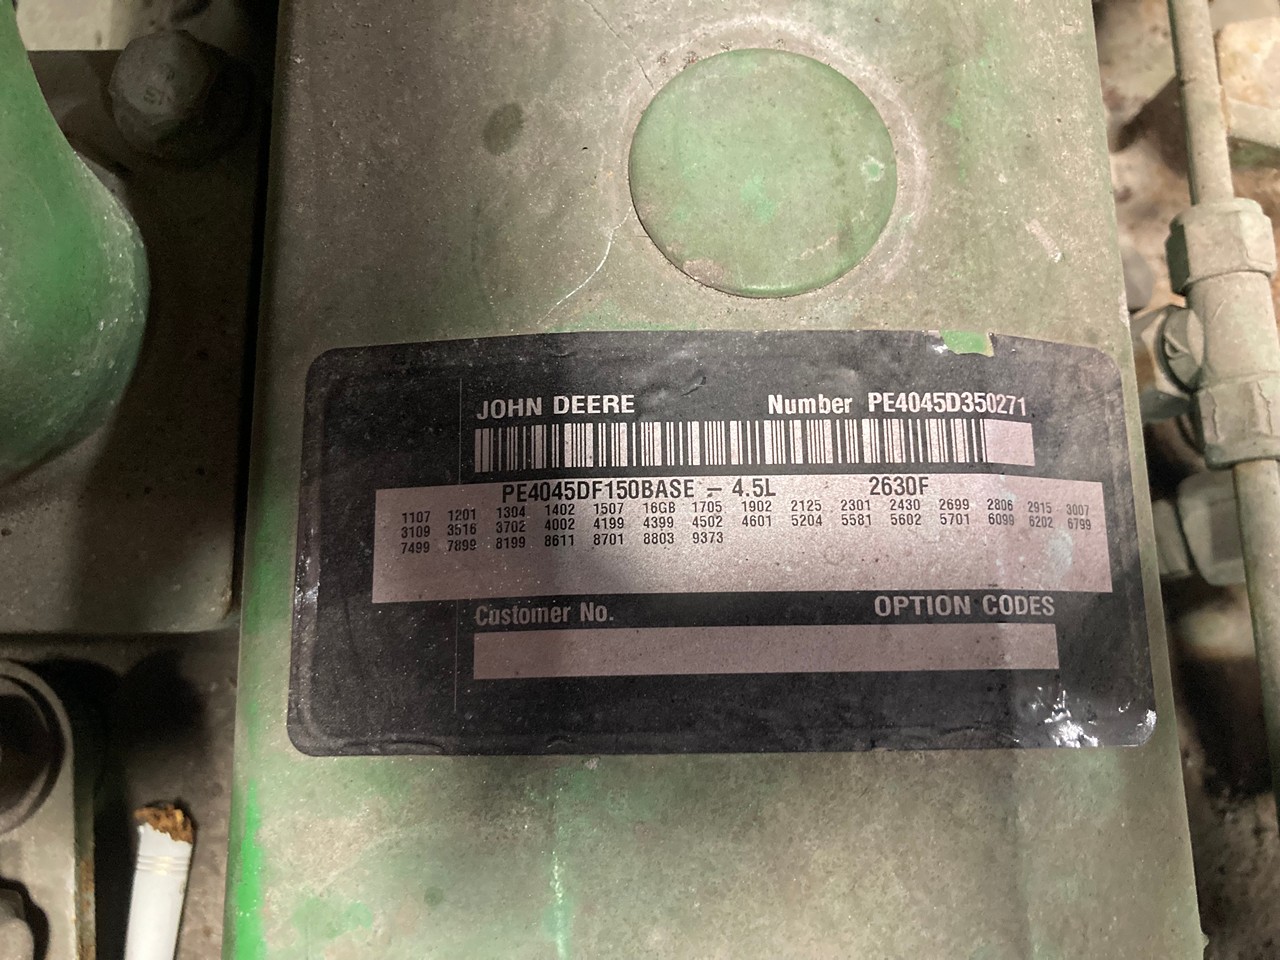 JOHN DEERE Number PE4045D350271
PE4045DF150BASE - 4.5L 2630F
1107 1201 1304 1402 1507 16GB 1705 1902 2125 2301 2430 2699 2806 2915 3007
3109 3516 3702 4002 4199 4399 4502 4601 5204 5581 5602 5701 6099 6202 6799
7499 7899 8199 8611 8701 8803 9373
Customer No. OPTION CODES